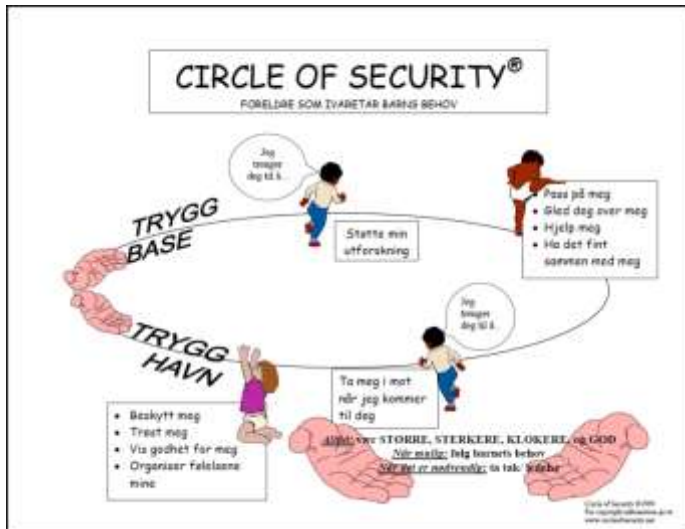 CIRCLE OF SECURITY®
FORELDRE SOM IVARETAR BARNS BEHOV
Jeg
trenger
deg til å..
TRYGG
BASE
Støtte min
utforskning
• Pass på meg
• Gled deg over meg
• Hjelp meg
• Ha det fint
sammen med meg
Jeg
trenger
deg til å..
TRYGG
HAVN
Ta meg i mot
når jeg kommer
til deg
• Beskytt meg
• Trøst meg
• Vis godhet for meg
• Organiser følelsene
mine
Alltid: vær STØRRE, STERKERE, KLOKERE, og GOD
Når mulig: følg barnets behov
Når det er nødvendig: ta tak/ ledelse
Circle of Security